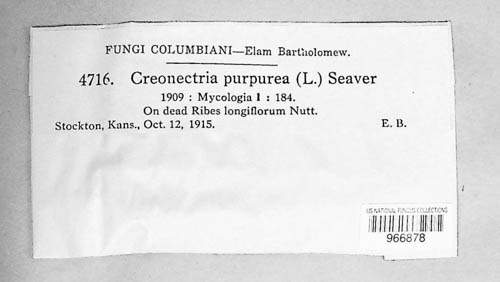 FUNGI COLUMBIANI—Elam Bartholomew.
4716. Creonectria purpurea (L.) Seaver
1909 : Mycologia 1 : 184.
On dead Ribes longiflorum Nutt.
Stockton, Kans., Oct. 12, 1915. E. B.
US NATIONAL FUNGUS COLLECTIONS
966878